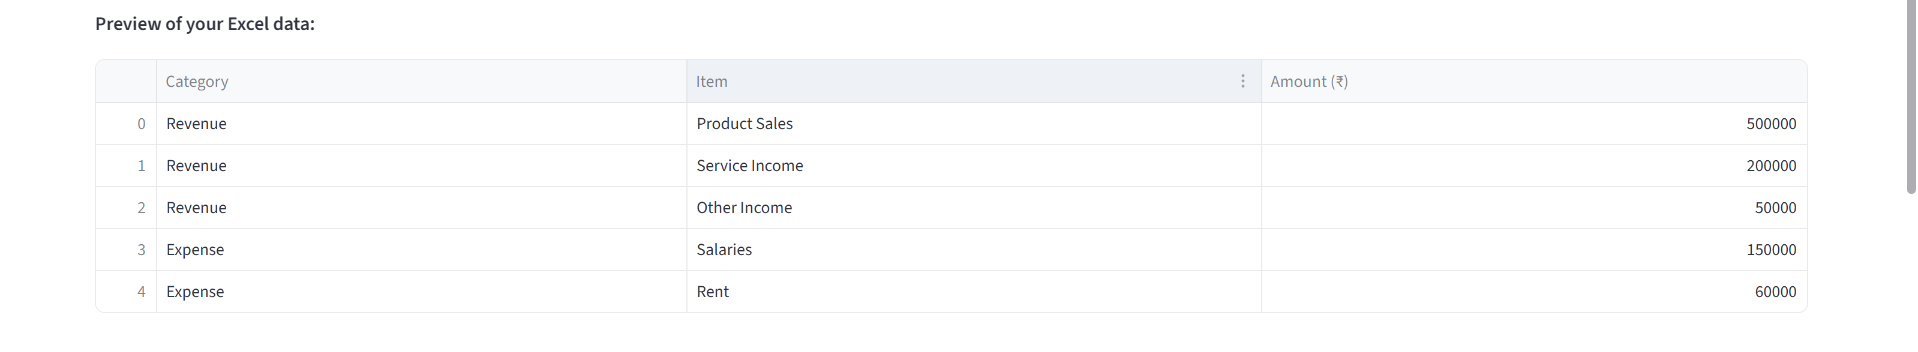 Preview of your Excel data:
Category Item Amount (₹)
0 Revenue Product Sales 500000
1 Revenue Service Income 200000
2 Revenue Other Income 50000
3 Expense Salaries 150000
4 Expense Rent 60000